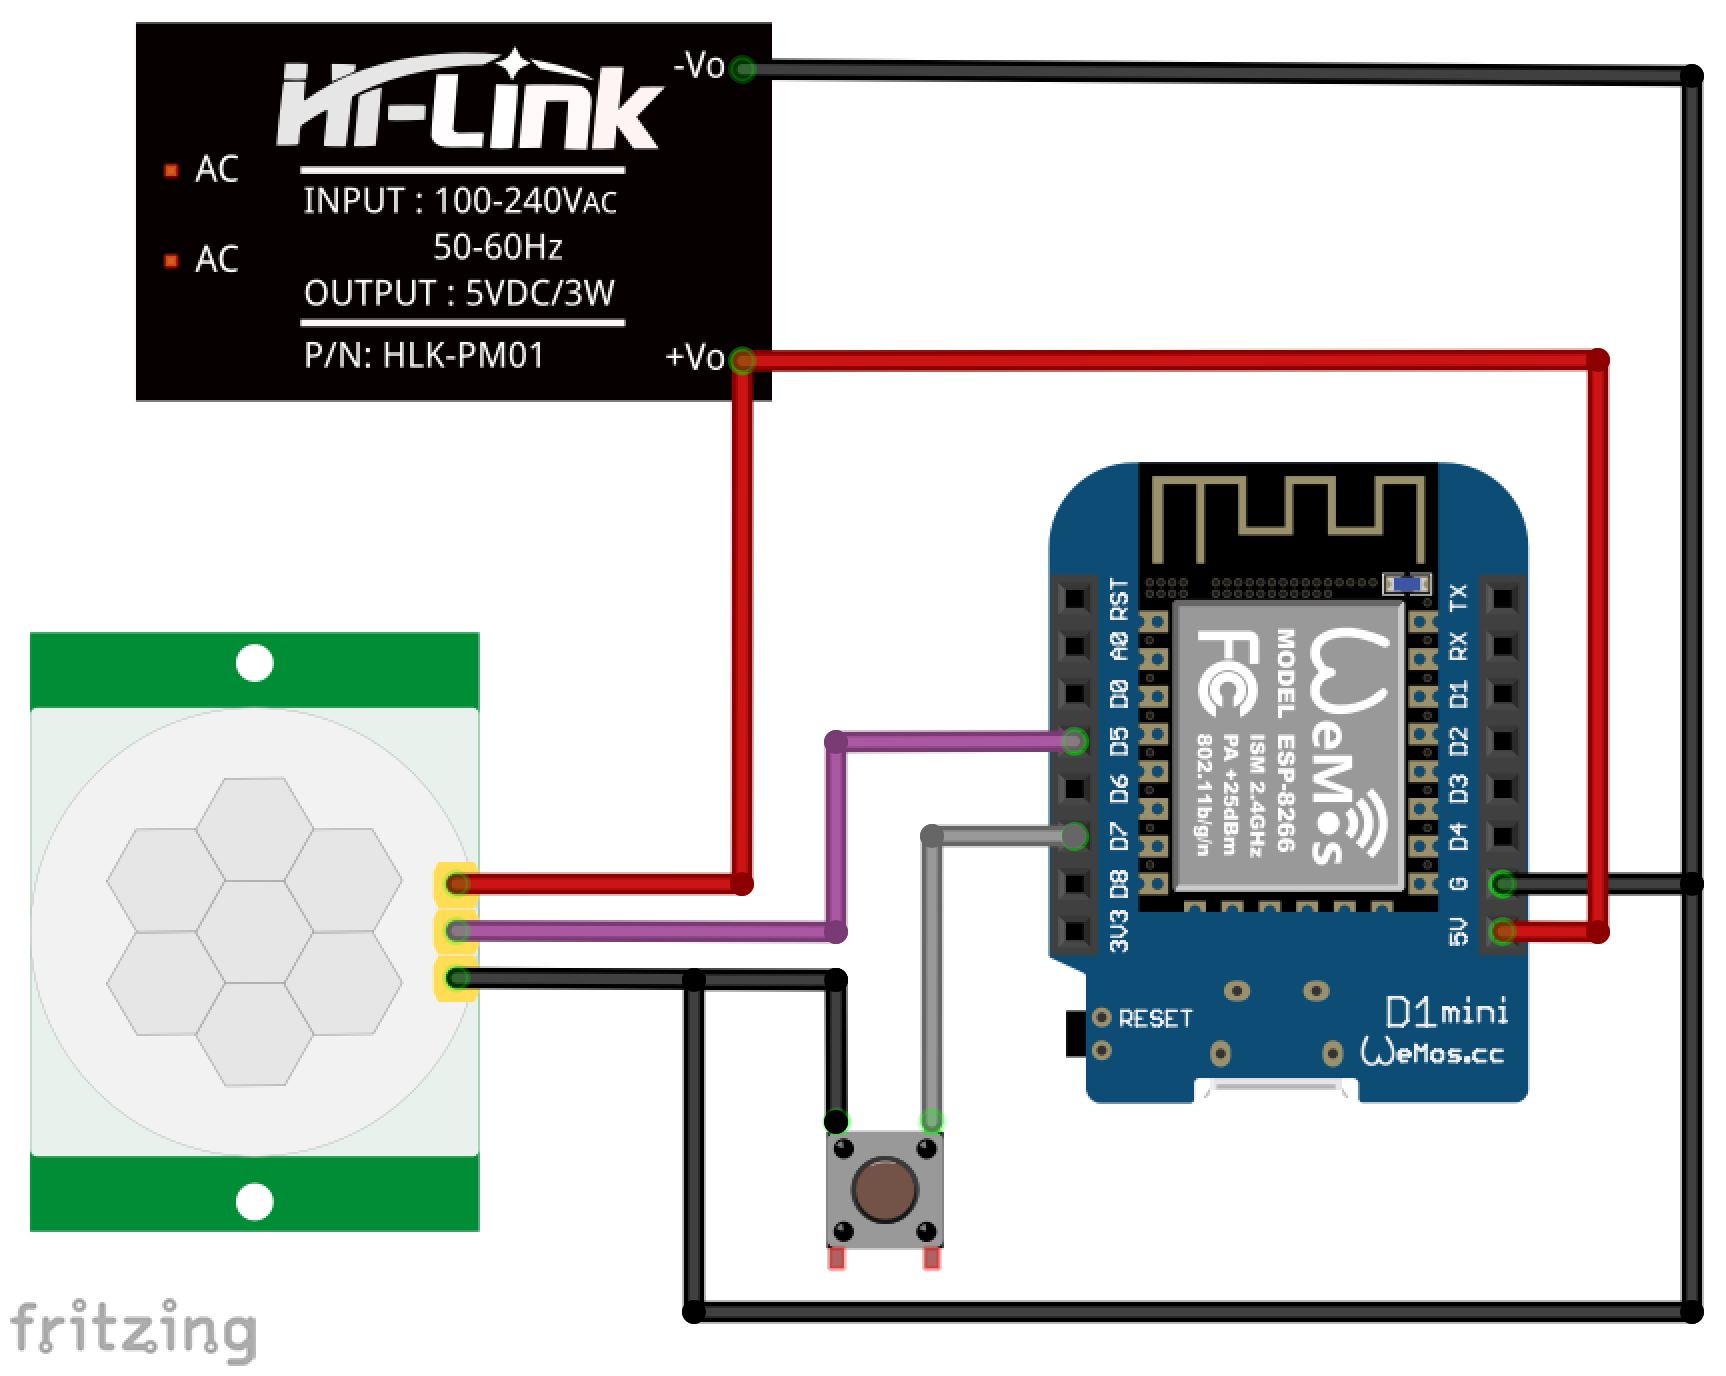 Hi-Link
-Vo
AC
INPUT : 100-240VAC
50-60Hz
AC
OUTPUT : 5VDC/3W
P/N: HLK-PM01
+Vo
RST
A0
D0
D5
D6
D7
D8
3V3
TX
RX
D1
D2
D3
D4
G
5V
WeMos
MODEL ESP-8266
ISM 2.4GHz
PA +25dBm
802.11b/g/n
FC
RESET
D1mini
WeMos.cc
fritzing